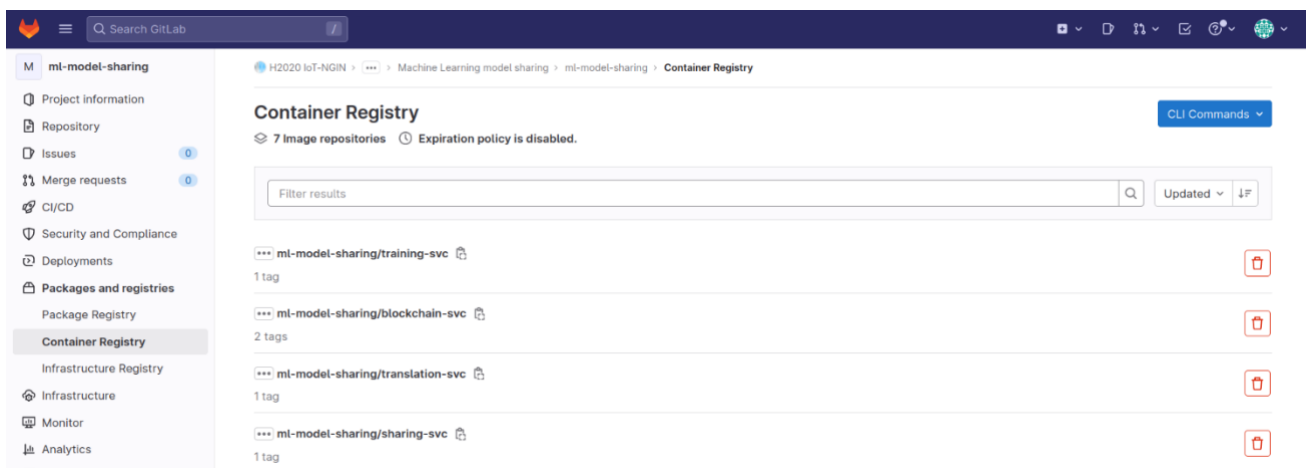 Search GitLab /
M ml-model-sharing
H2020 IoT-NGIN > ••• > Machine Learning model sharing > ml-model-sharing > Container Registry
Project information
Repository
Issues 0
Merge requests 0
CI/CD
Security and Compliance
Deployments
Packages and registries
Package Registry
Container Registry
Infrastructure Registry
Infrastructure
Monitor
Analytics
Container Registry
CLI Commands
7 Image repositories Expiration policy is disabled.
Filter results
Updated
••• ml-model-sharing/training-svc
1 tag
••• ml-model-sharing/blockchain-svc
2 tags
••• ml-model-sharing/translation-svc
1 tag
••• ml-model-sharing/sharing-svc
1 tag